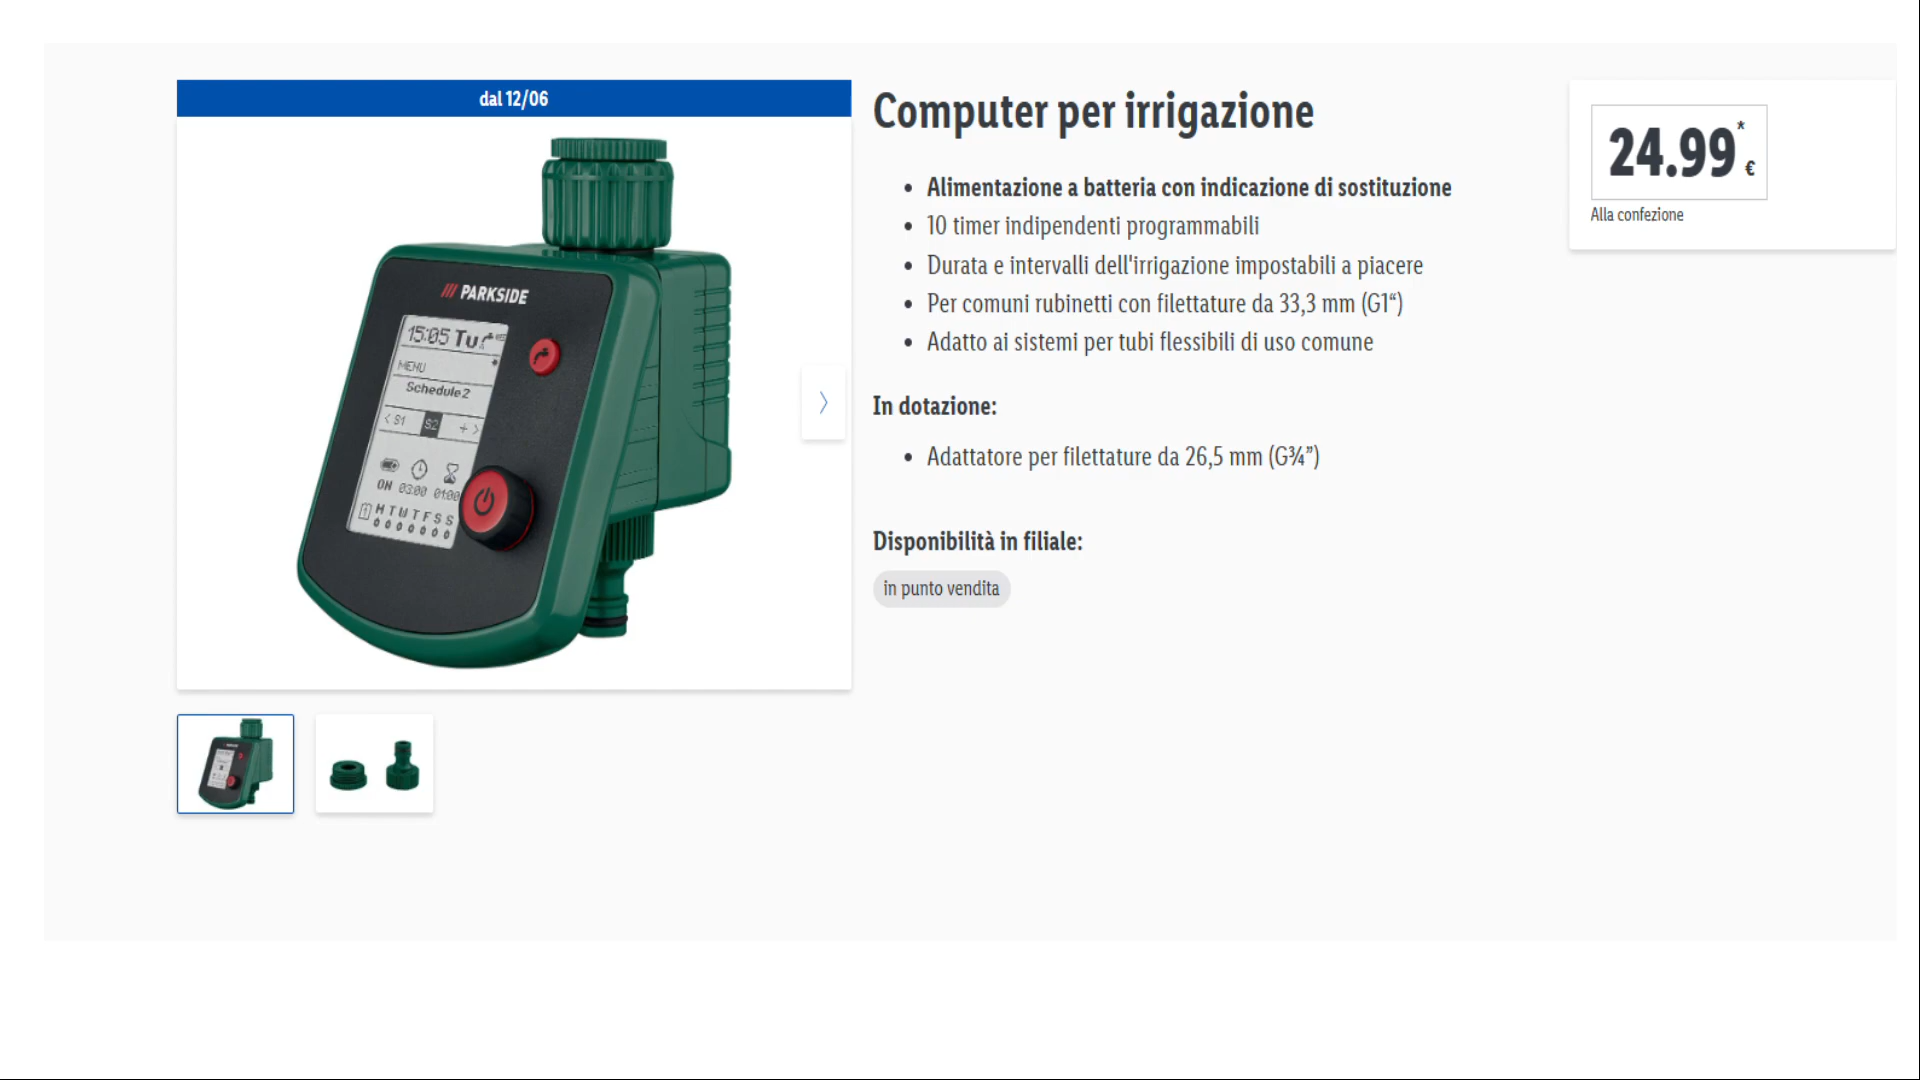 dal 12/06
PARKSIDE
15:05 Tu
MENU
Schedule2
< S1 S2 + >
ON 03:00 01:00
M T W T F S S
Computer per irrigazione
• Alimentazione a batteria con indicazione di sostituzione
• 10 timer indipendenti programmabili
• Durata e intervalli dell'irrigazione impostabili a piacere
• Per comuni rubinetti con filettature da 33,3 mm (G1“)
• Adatto ai sistemi per tubi flessibili di uso comune
In dotazione:
• Adattatore per filettature da 26,5 mm (G¾”)
Disponibilità in filiale:
in punto vendita
24.99*€
Alla confezione